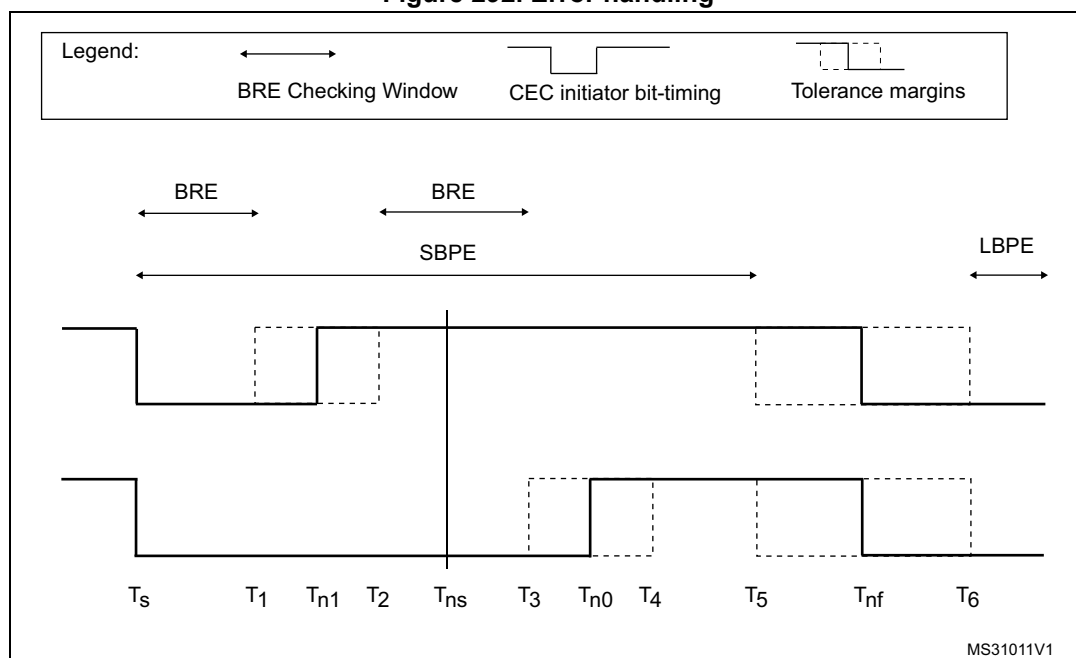 Figure Error handling
Legend:
BRE Checking Window
CEC initiator bit-timing
Tolerance margins
BRE
BRE
SBPE
LBPE
Ts T1 Tn1 T2 Tns T3 Tn0 T4 T5 Tnf T6
MS31011V1